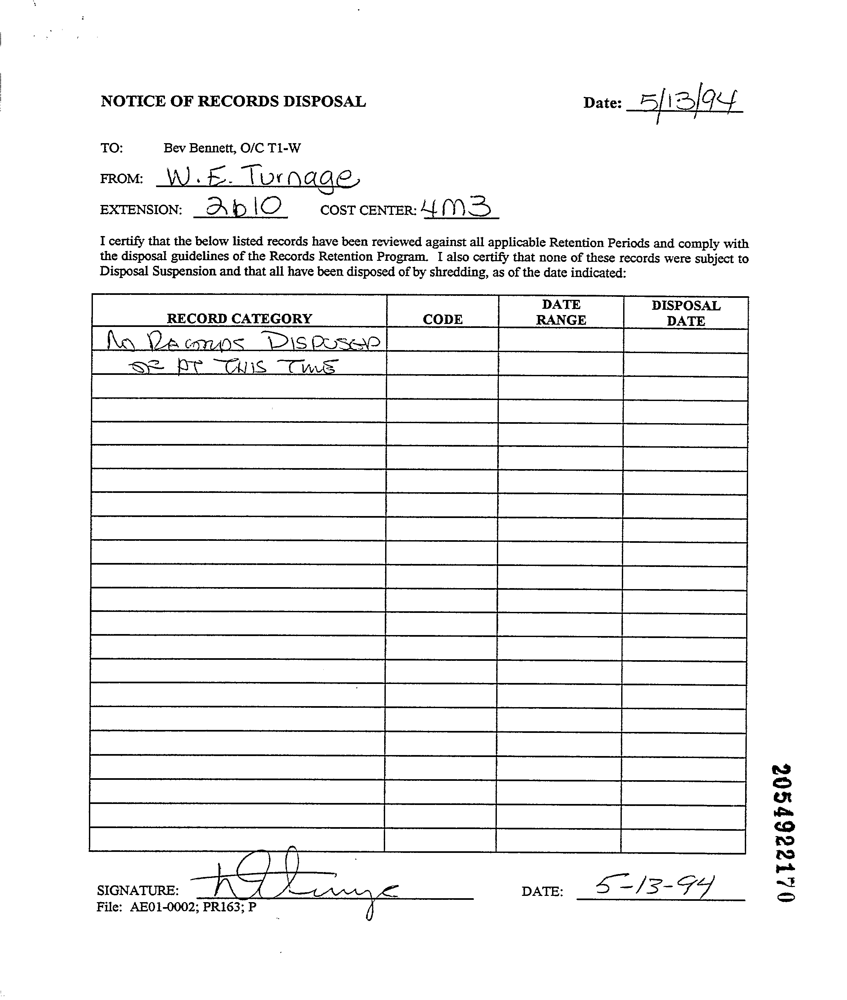 NOTICE OF RECORDS DISPOSAL Date: 5/13/94
TO: Bev Bennett, O/C T1-W
FROM: W. E. Turnage
EXTENSION: 2610 COST CENTER: 4M3
I certify that the below listed records have been reviewed against all applicable Retention Periods and comply with
the disposal guidelines of the Records Retention Program. I also certify that none of these records were subject to
Disposal Suspension and that all have been disposed of by shredding, as of the date indicated:
RECORD CATEGORY CODE DATE RANGE DISPOSAL DATE
No RECORDS DISPOSED
OF AT THIS TIME
SIGNATURE: DATE: 5-13-94
File: AE01-0002; PR163; P
2054922170